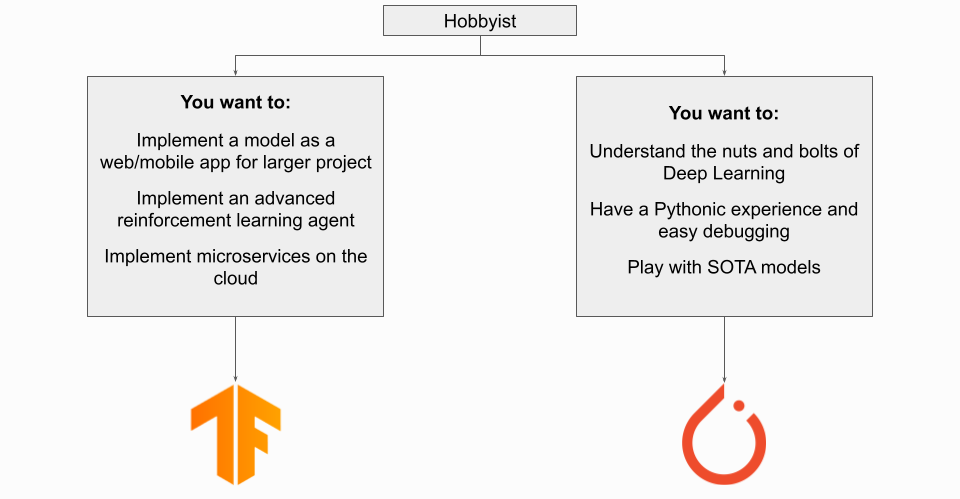 Hobbyist
You want to:
Implement a model as a
web/mobile app for larger project
Implement an advanced
reinforcement learning agent
Implement microservices on the
cloud
You want to:
Understand the nuts and bolts of
Deep Learning
Have a Pythonic experience and
easy debugging
Play with SOTA models